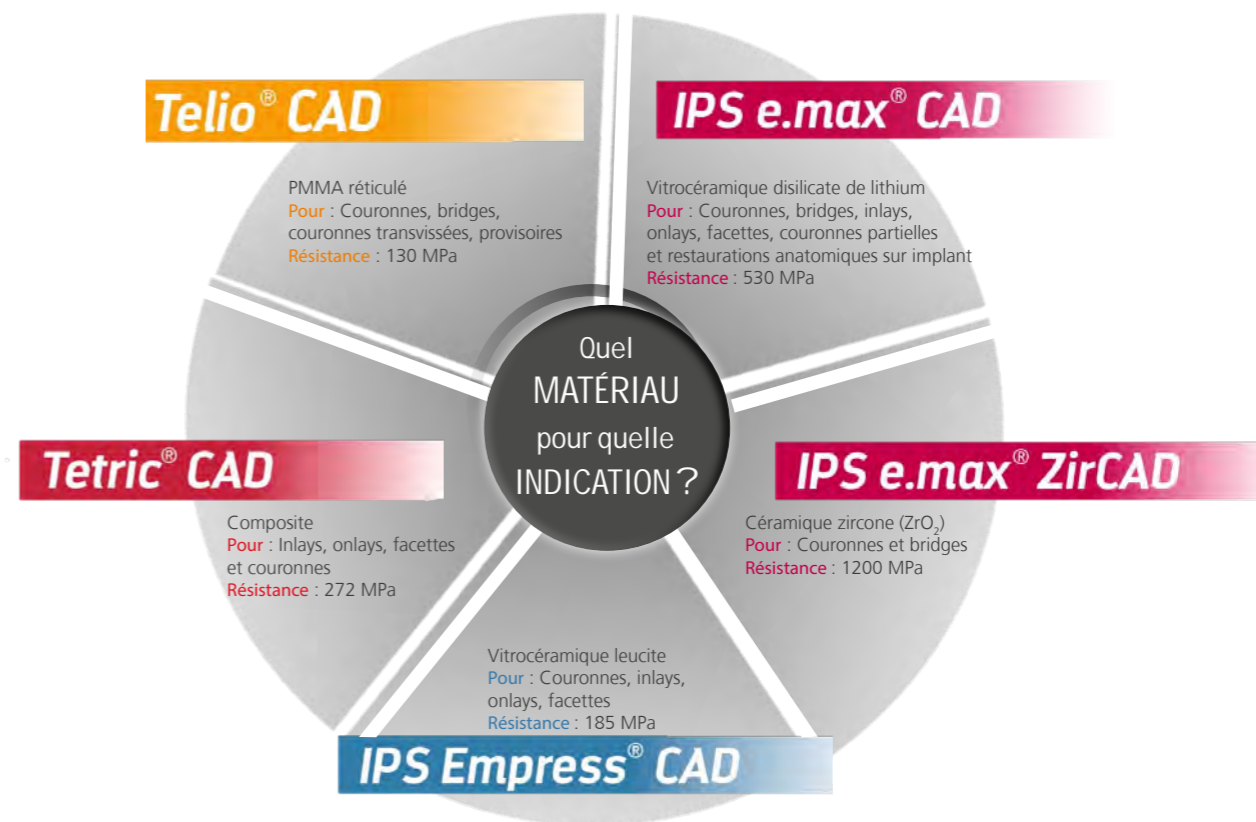 Telio® CAD
PMMA réticulé
Pour : Couronnes, bridges,
couronnes transvissées, provisoires
Résistance : 130 MPa
IPS e.max® CAD
Vitrocéramique disilicate de lithium
Pour : Couronnes, bridges, inlays,
onlays, facettes, couronnes partielles
et restaurations anatomiques sur implant
Résistance : 530 MPa
Quel
MATÉRIAU
pour quelle
INDICATION ?
Tetric® CAD
Composite
Pour : Inlays, onlays, facettes
et couronnes
Résistance : 272 MPa
IPS e.max® ZirCAD
Céramique zircone (ZrO₂)
Pour : Couronnes et bridges
Résistance : 1200 MPa
Vitrocéramique leucite
Pour : Couronnes, inlays,
onlays, facettes
Résistance : 185 MPa
IPS Empress® CAD